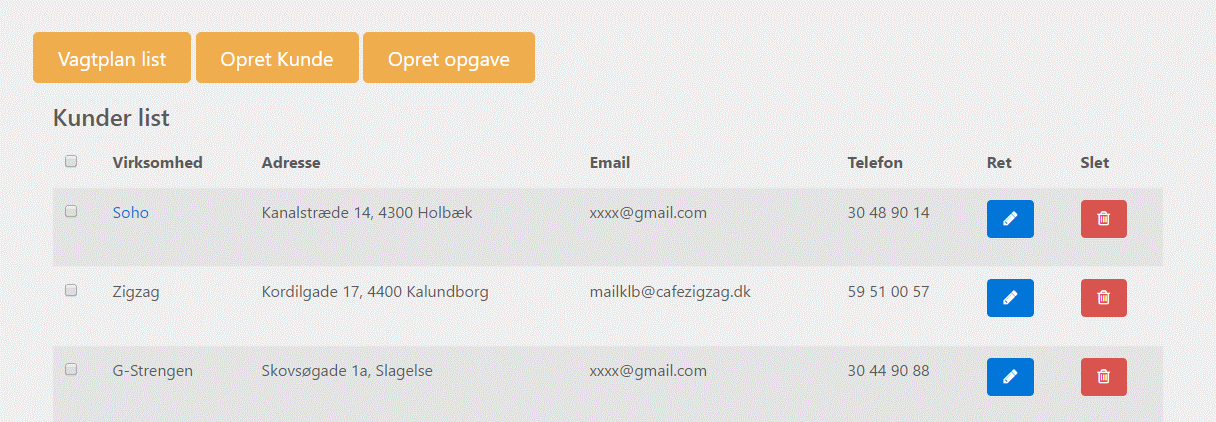 Vagtplan list Opret Kunde Opret opgave
Kunder list
Virksomhed Adresse Email Telefon Ret Slet
Soho Kanalstræde 14, 4300 Holbæk xxxx@gmail.com 30 48 90 14
Zigzag Kordilgade 17, 4400 Kalundborg mailklb@cafezigzag.dk 59 51 00 57
G-Strengen Skovsøgade 1a, Slagelse xxxx@gmail.com 30 44 90 88